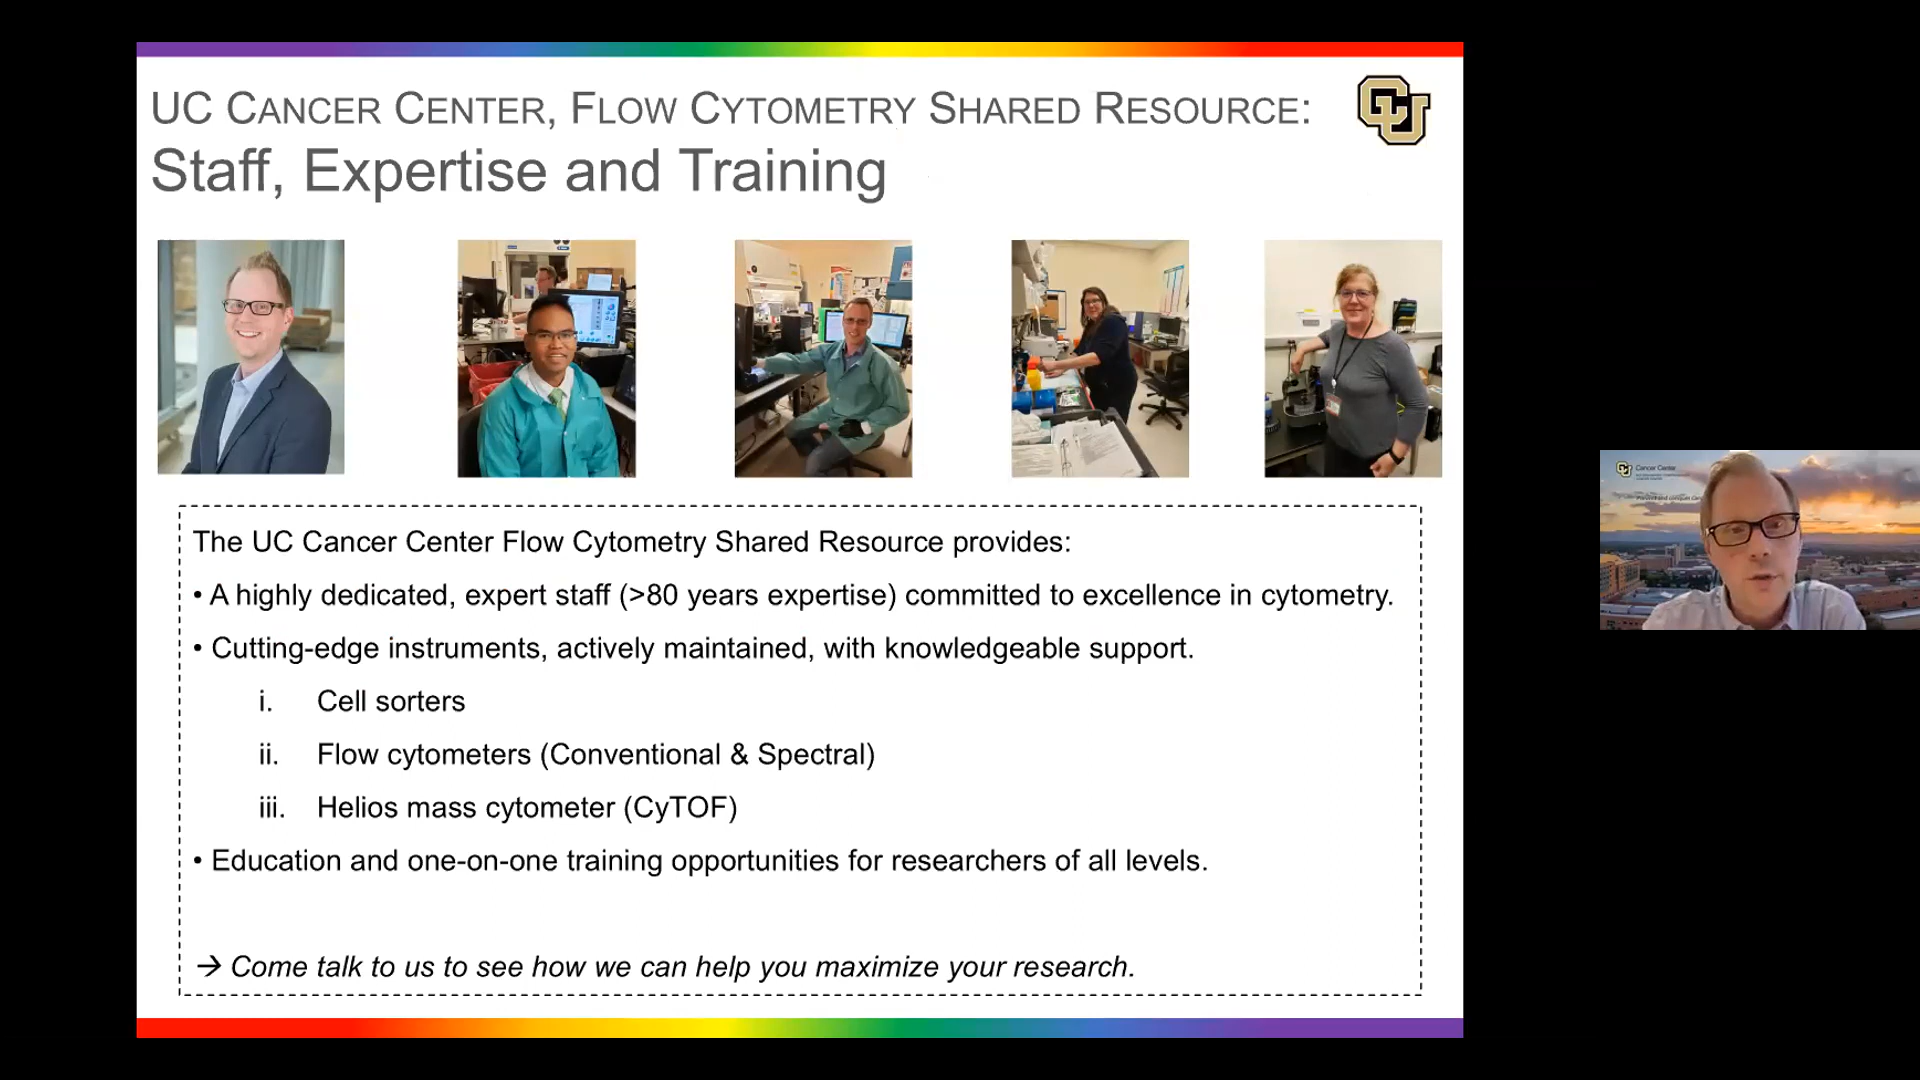 UC CANCER CENTER, FLOW CYTOMETRY SHARED RESOURCE:
Staff, Expertise and Training
CU
The UC Cancer Center Flow Cytometry Shared Resource provides:
• A highly dedicated, expert staff (>80 years expertise) committed to excellence in cytometry.
• Cutting-edge instruments, actively maintained, with knowledgeable support.
i. Cell sorters
ii. Flow cytometers (Conventional & Spectral)
iii. Helios mass cytometer (CyTOF)
• Education and one-on-one training opportunities for researchers of all levels.
→ Come talk to us to see how we can help you maximize your research.
CU Cancer Center